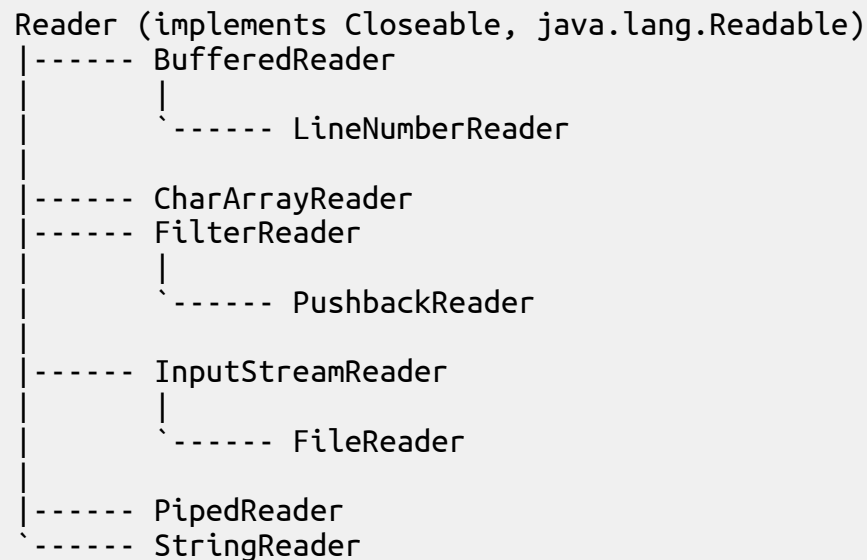 Reader (implements Closeable, java.lang.Readable)
|------ BufferedReader
|       |
|       `------ LineNumberReader
|
|------ CharArrayReader
|------ FilterReader
|       |
|       `------ PushbackReader
|
|------ InputStreamReader
|       |
|       `------ FileReader
|
|------ PipedReader
`------ StringReader